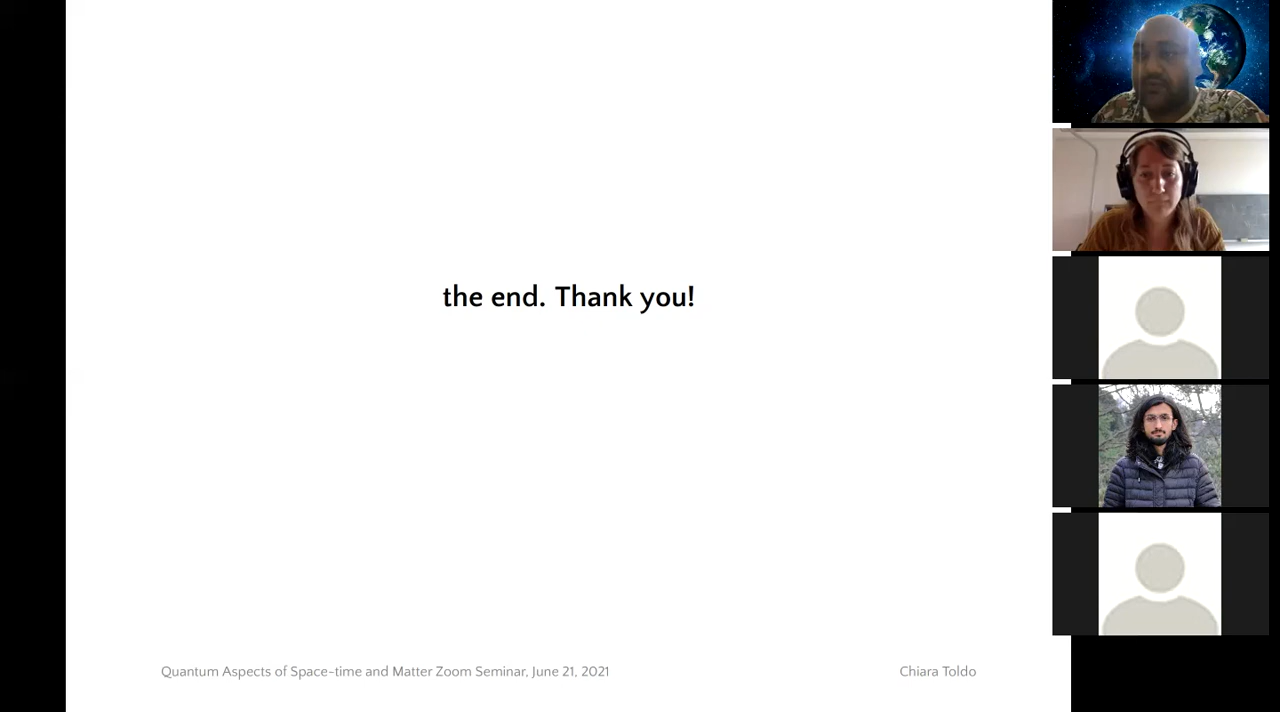 the end. Thank you!
Quantum Aspects of Space-time and Matter Zoom Seminar, June 21, 2021
Chiara Toldo